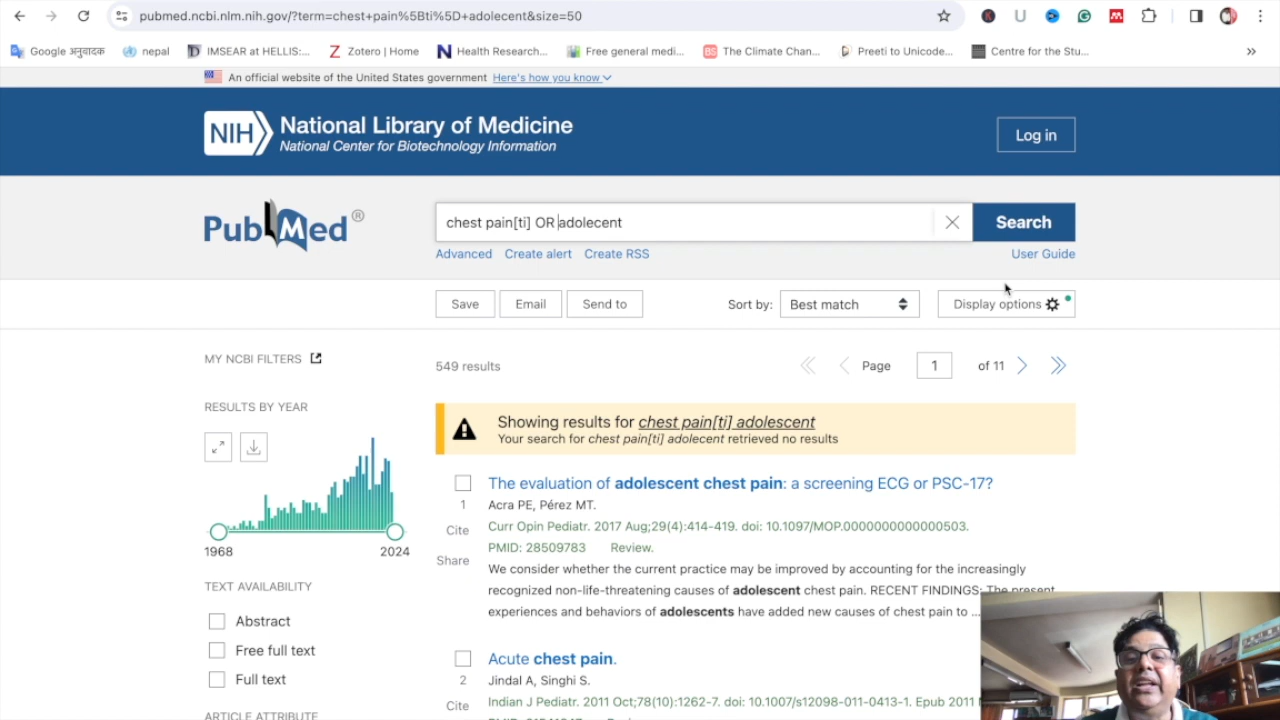 pubmed.ncbi.nlm.nih.gov/?term=chest+pain%5Bti%5D+adolecent&size=50
Google अनुवादक
nepal
IMSEAR at HELLIS:...
Zotero | Home
Health Research...
Free general medi...
The Climate Chan...
Preeti to Unicode...
Centre for the Stu...
An official website of the United States government Here's how you know
NIH National Library of Medicine
National Center for Biotechnology Information
Log in
PubMed®
chest pain[ti] OR adolecent
Search
Advanced Create alert Create RSS
User Guide
Save
Email
Send to
Sort by:
Best match
Display options
MY NCBI FILTERS
549 results
Page
1
of 11
RESULTS BY YEAR
1968
2024
Showing results for chest pain[ti] adolescent
Your search for chest pain[ti] adolecent retrieved no results
The evaluation of adolescent chest pain: a screening ECG or PSC-17?
1
Acra PE, Pérez MT.
Cite
Curr Opin Pediatr. 2017 Aug;29(4):414-419. doi: 10.1097/MOP.0000000000000503.
PMID: 28509783 Review.
Share
We consider whether the current practice may be improved by accounting for the increasingly
recognized non-life-threatening causes of adolescent chest pain. RECENT FINDINGS: The present
experiences and behaviors of adolescents have added new causes of chest pain to ...
TEXT AVAILABILITY
Abstract
Free full text
Full text
Acute chest pain.
2
Jindal A, Singhi S.
Cite
Indian J Pediatr. 2011 Oct;78(10):1262-7. doi: 10.1007/s12098-011-0413-1. Epub 2011
ARTICLE ATTRIBUTE